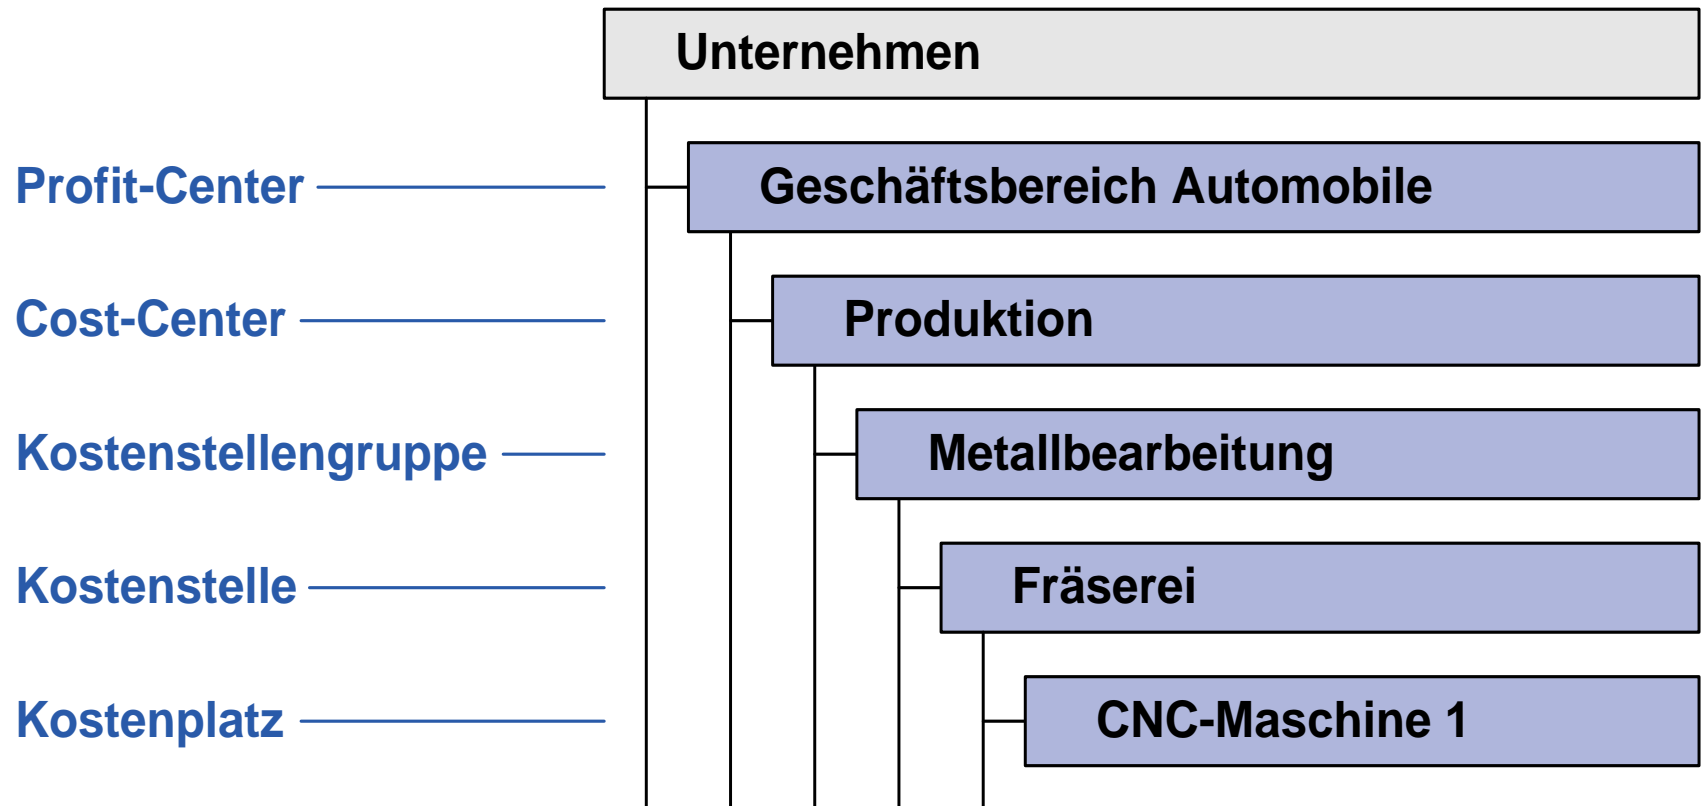 Unternehmen
Profit-Center
Geschäftsbereich Automobile
Cost-Center
Produktion
Kostenstellengruppe
Metallbearbeitung
Kostenstelle
Fräserei
Kostenplatz
CNC-Maschine 1